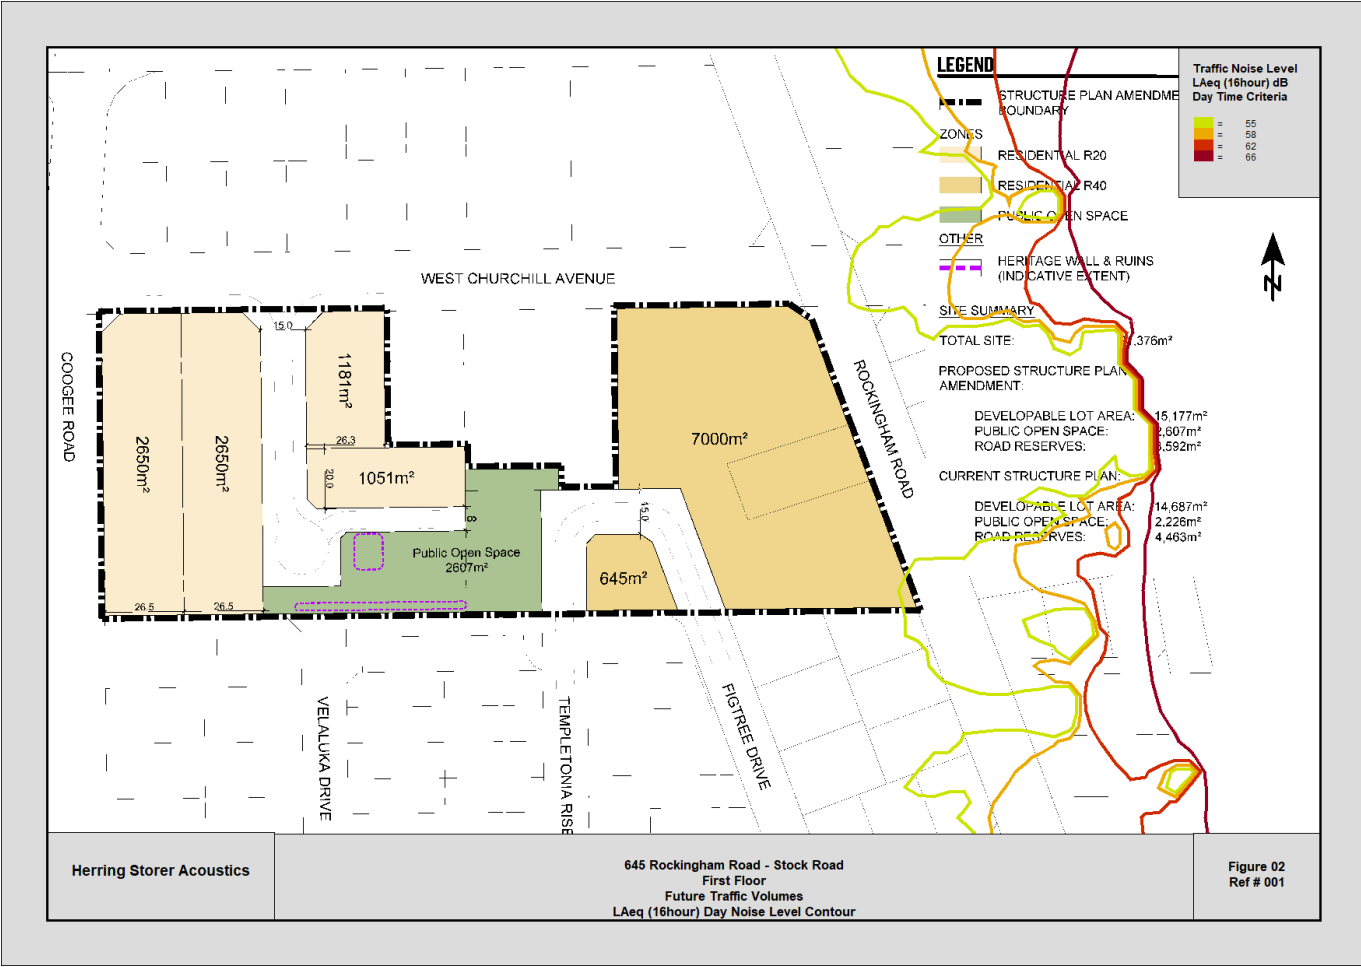 LEGEND
STRUCTURE PLAN AMENDME
BOUNDARY
ZONES
RESIDENTIAL R20
RESIDENTIAL R40
PUBLIC OPEN SPACE
OTHER
HERITAGE WALL & RUINS
(INDICATIVE EXTENT)
SITE SUMMARY
TOTAL SITE: .376m²
PROPOSED STRUCTURE PLAN
AMENDMENT:
DEVELOPABLE LOT AREA: 15,177m²
PUBLIC OPEN SPACE: 2,607m²
ROAD RESERVES: ,592m²
CURRENT STRUCTURE PLAN:
DEVELOPABLE LOT AREA: 14,687m²
PUBLIC OPEN SPACE: 2,226m²
ROAD RESERVES: 4,463m²
Traffic Noise Level
LAeq (16hour) dB
Day Time Criteria
= 55
= 58
= 62
= 66
N
WEST CHURCHILL AVENUE
COOGEE ROAD
ROCKINGHAM ROAD
15.0
1181m²
2650m²
2650m²
26.3
20.0
1051m²
8
7000m²
15.0
Public Open Space
2607m²
645m²
26.5
26.5
VELALUKA DRIVE
TEMPLETONIA RISE
FIGTREE DRIVE
Herring Storer Acoustics
645 Rockingham Road - Stock Road
First Floor
Future Traffic Volumes
LAeq (16hour) Day Noise Level Contour
Figure 02
Ref # 001